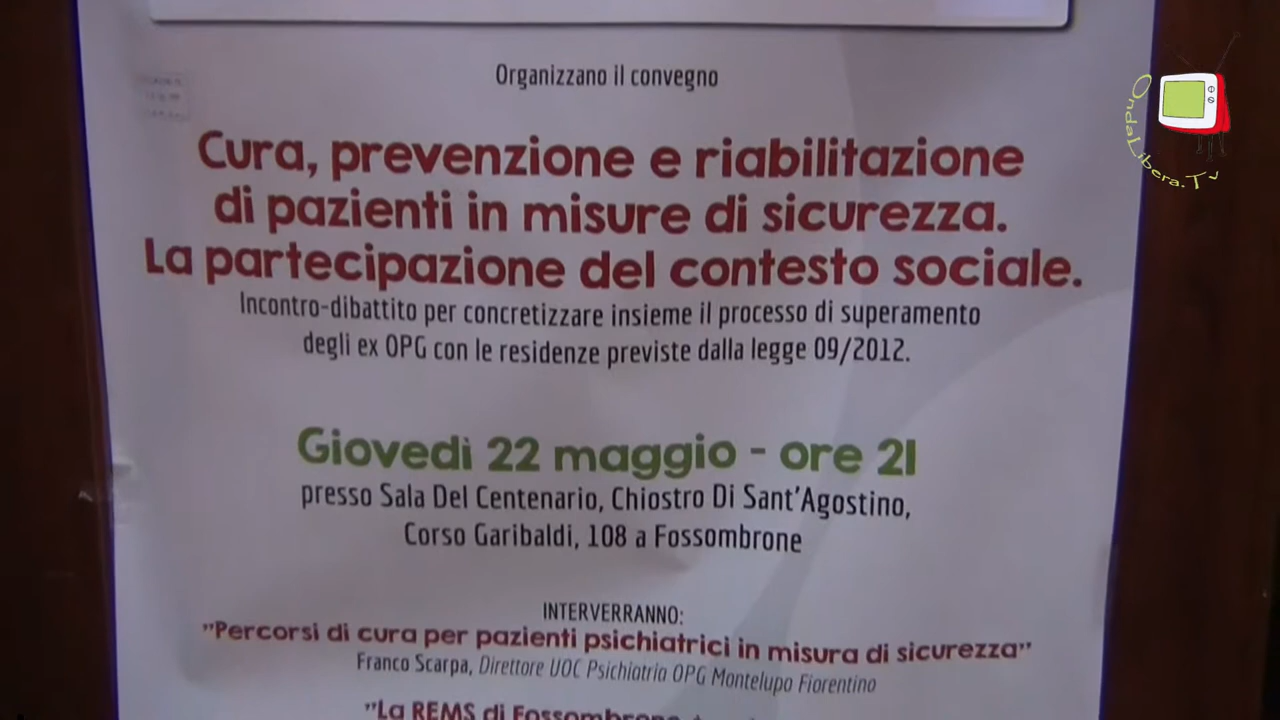 Organizzano il convegno
Cura, prevenzione e riabilitazione
di pazienti in misure di sicurezza.
La partecipazione del contesto sociale.
Incontro-dibattito per concretizzare insieme il processo di superamento
degli ex OPG con le residenze previste dalla legge 09/2012.
Giovedì 22 maggio - ore 21
presso Sala Del Centenario, Chiostro Di Sant'Agostino,
Corso Garibaldi, 108 a Fossombrone
INTERVERRANNO:
"Percorsi di cura per pazienti psichiatrici in misura di sicurezza"
Franco Scarpa, Direttore UOC Psichiatria OPG Montelupo Fiorentino
"La REMS di Fossombrone
OndaLibera.Tv